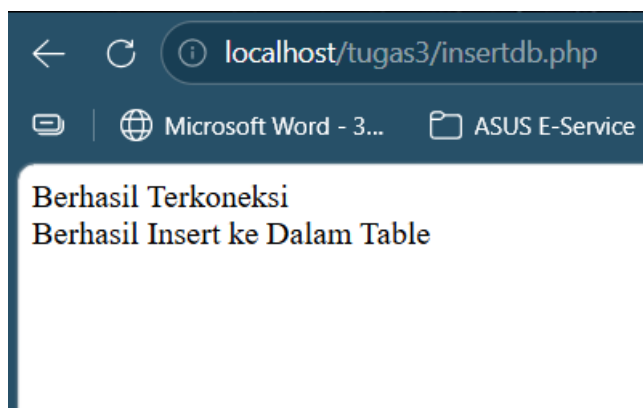 localhost/tugas3/insertdb.php
Microsoft Word - 3... ASUS E-Service
Berhasil Terkoneksi
Berhasil Insert ke Dalam Table